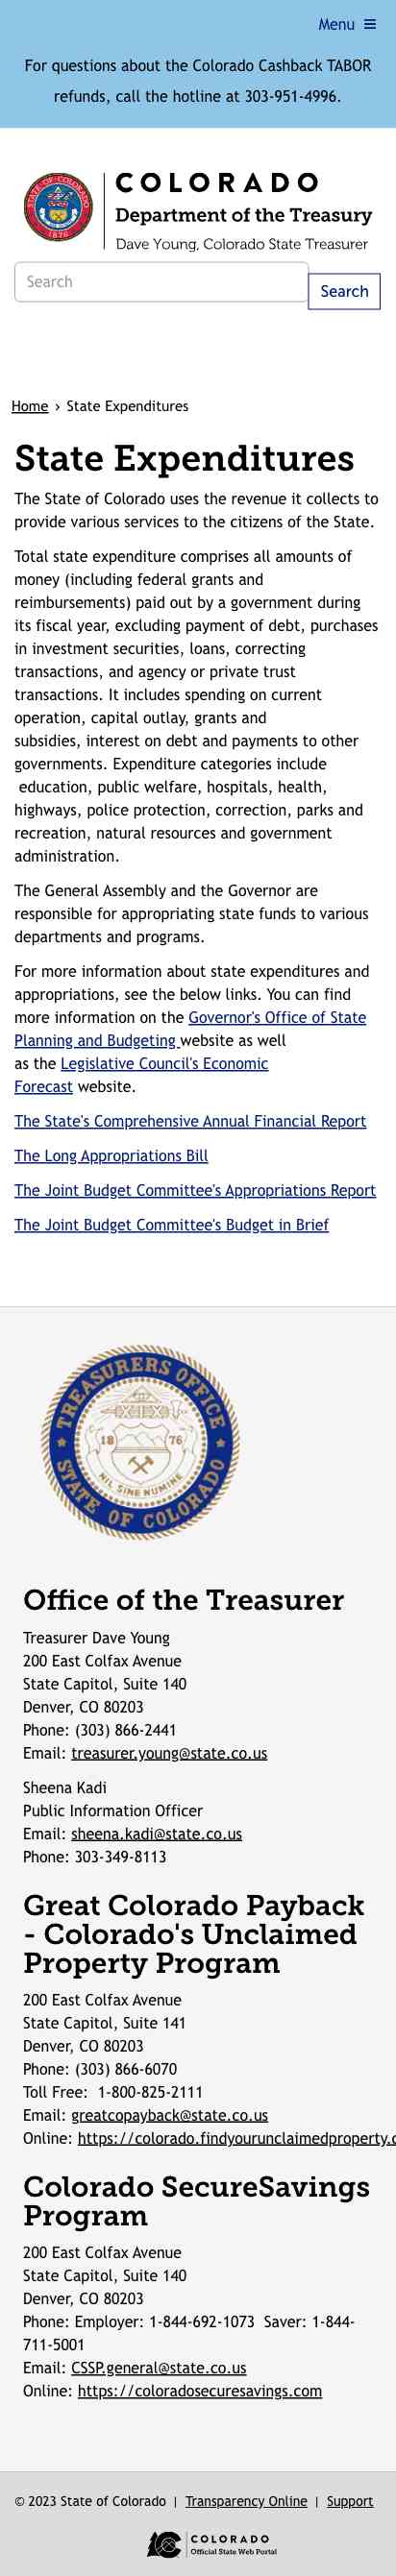 Menu ≡
For questions about the Colorado Cashback TABOR
refunds, call the hotline at 303-951-4996.
STATE OF COLORADO
1876
COLORADO
Department of the Treasury
Dave Young, Colorado State Treasurer
Search
Search
Home › State Expenditures
State Expenditures
The State of Colorado uses the revenue it collects to
provide various services to the citizens of the State.
Total state expenditure comprises all amounts of
money (including federal grants and
reimbursements) paid out by a government during
its fiscal year, excluding payment of debt, purchases
in investment securities, loans, correcting
transactions, and agency or private trust
transactions. It includes spending on current
operation, capital outlay, grants and
subsidies, interest on debt and payments to other
governments. Expenditure categories include
education, public welfare, hospitals, health,
highways, police protection, correction, parks and
recreation, natural resources and government
administration.
The General Assembly and the Governor are
responsible for appropriating state funds to various
departments and programs.
For more information about state expenditures and
appropriations, see the below links. You can find
more information on the Governor's Office of State
Planning and Budgeting website as well
as the Legislative Council's Economic
Forecast website.
The State's Comprehensive Annual Financial Report
The Long Appropriations Bill
The Joint Budget Committee's Appropriations Report
The Joint Budget Committee's Budget in Brief
TREASURERS OFFICE
18 76
NIL SINE NUMINE
STATE OF COLORADO
Office of the Treasurer
Treasurer Dave Young
200 East Colfax Avenue
State Capitol, Suite 140
Denver, CO 80203
Phone: (303) 866-2441
Email: treasurer.young@state.co.us
Sheena Kadi
Public Information Officer
Email: sheena.kadi@state.co.us
Phone: 303-349-8113
Great Colorado Payback
- Colorado's Unclaimed
Property Program
200 East Colfax Avenue
State Capitol, Suite 141
Denver, CO 80203
Phone: (303) 866-6070
Toll Free:  1-800-825-2111
Email: greatcopayback@state.co.us
Online: https://colorado.findyourunclaimedproperty.c
Colorado SecureSavings
Program
200 East Colfax Avenue
State Capitol, Suite 140
Denver, CO 80203
Phone: Employer: 1-844-692-1073  Saver: 1-844-
711-5001
Email: CSSP.general@state.co.us
Online: https://coloradosecuresavings.com
© 2023 State of Colorado | Transparency Online | Support
COLORADO
Official State Web Portal